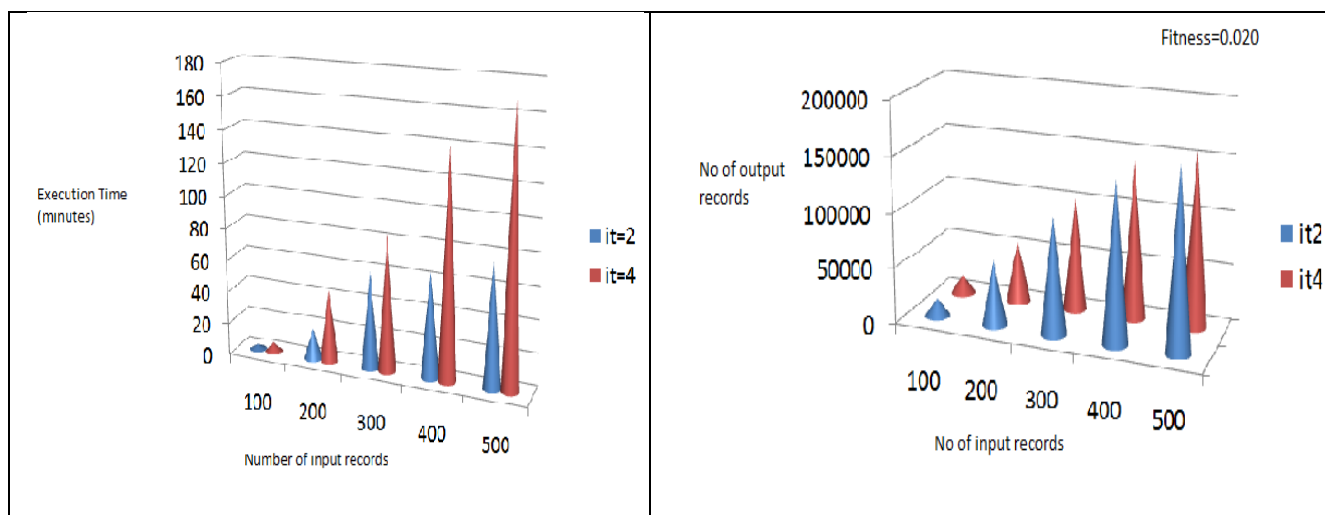 180
160
140
120
100
80
60
40
20
0
Execution Time
(minutes)
100
200
300
400
500
Number of input records
it=2
it=4
Fitness=0.020
200000
150000
100000
50000
0
No of output
records
100
200
300
400
500
No of input records
it2
it4